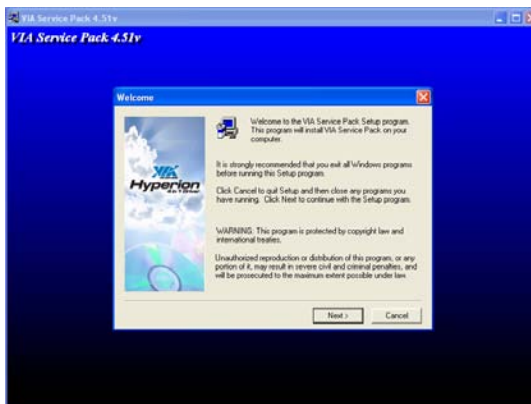 VIA Service Pack 4.51v
VIA Service Pack 4.51v
Welcome
Welcome to the VIA Service Pack Setup program.
This program will install VIA Service Pack on your
computer.
VIA
Hyperion
It is strongly recommended that you exit all Windows programs
before running this Setup program.
Click Cancel to quit Setup and then close any programs you
have running. Click Next to continue with the Setup program.
WARNING: This program is protected by copyright law and
international treaties.
Unauthorized reproduction or distribution of this program, or any
portion of it, may result in severe civil and criminal penalties, and
will be prosecuted to the maximum extent possible under law.
Next >
Cancel